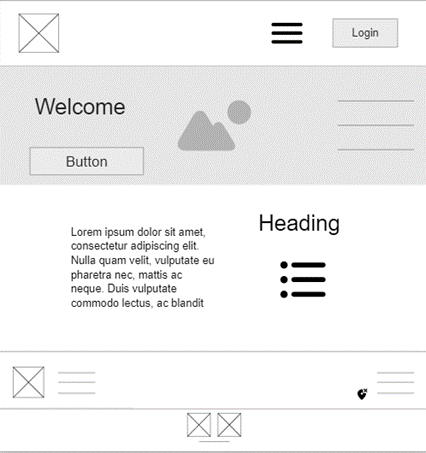 Login
Welcome
Button
Heading
Lorem ipsum dolor sit amet,
consectetur adipiscing elit.
Nulla quam velit, vulputate eu
pharetra nec, mattis ac
neque. Duis vulputate
commodo lectus, ac blandit